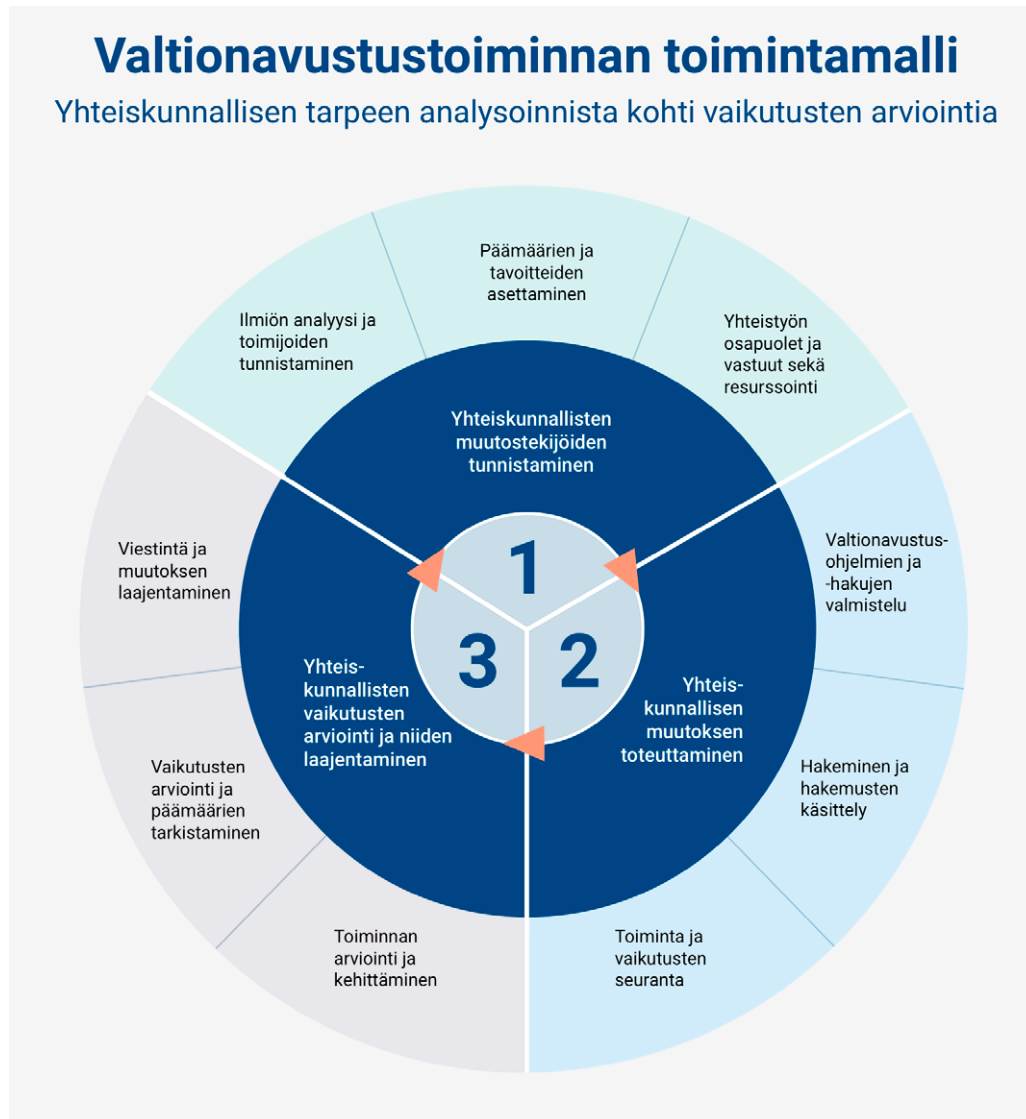 Valtionavustustoiminnan toimintamalli
Yhteiskunnallisen tarpeen analysoinnista kohti vaikutusten arviointia
Päämäärien ja
tavoitteiden
asettaminen
Ilmiön analyysi ja
toimijoiden
tunnistaminen
Yhteistyön
osapuolet ja
vastuut sekä
resurssointi
Yhteiskunnallisten
muutostekijöiden
tunnistaminen
1
Valtionavustus-
ohjelmien ja
-hakujen
valmistelu
Viestintä ja
muutoksen
laajentaminen
3
2
Yhteis-
kunnallisten
vaikutusten
arviointi ja niiden
laajentaminen
Yhteis-
kunnallisen
muutoksen
toteuttaminen
Hakeminen ja
hakemusten
käsittely
Vaikutusten
arviointi ja
päämäärien
tarkistaminen
Toiminnan
arviointi ja
kehittäminen
Toiminta ja
vaikutusten
seuranta